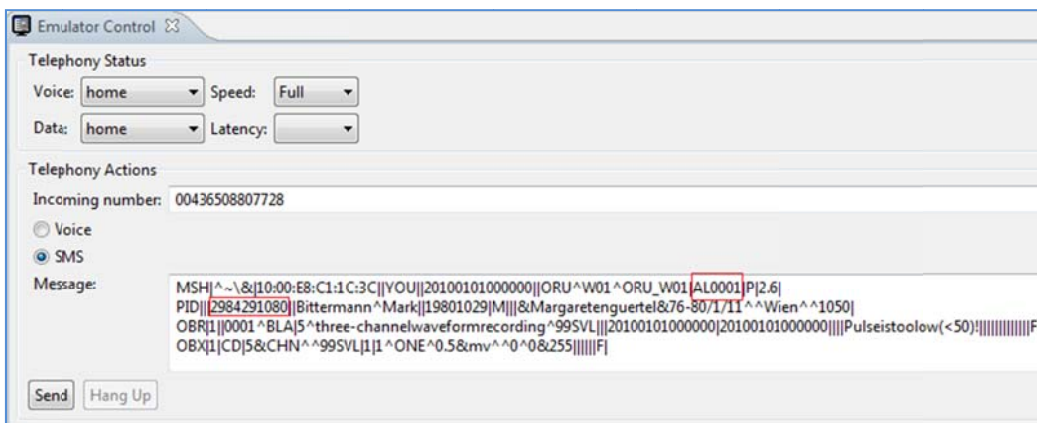 Emulator Control
Telephony Status
Voice: home Speed: Full
Data: home Latency:
Telephony Actions
Incoming number: 00436508807728
Voice
SMS
Message: MSH|^~\&|10:00:E8:C1:1C:3C||YOU||20100101000000||ORU^W01^ORU_W01|AL0001|P|2.6|
PID|||2984291080||Bittermann^Mark||19801029|M|||&Margaretenguertel&76-80/1/11^^Wien^^1050|
OBR|1||0001^BLA|5^three-channelwaveformrecording^99SVL|||20100101000000|20100101000000||||Pulseistoolow(<50)!|||||||||||||F
OBX|1|CD|5&CHN^^99SVL|1|1^ONE^0.5&mv^^0^0&255||||||F|
Send Hang Up